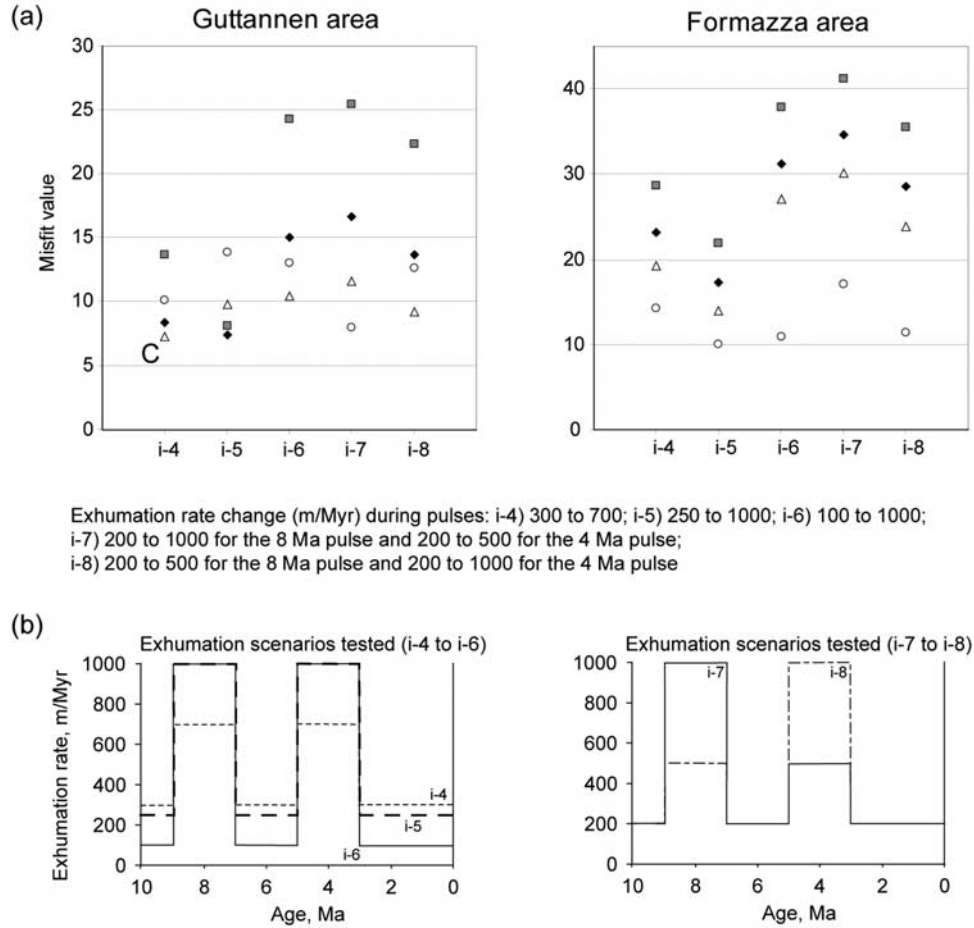 (a)
Guttannen area
Formazza area
Misfit value
30
25
20
15
10
5
0
C
i-4 i-5 i-6 i-7 i-8
40
30
20
10
0
i-4 i-5 i-6 i-7 i-8
Exhumation rate change (m/Myr) during pulses: i-4) 300 to 700; i-5) 250 to 1000; i-6) 100 to 1000;
i-7) 200 to 1000 for the 8 Ma pulse and 200 to 500 for the 4 Ma pulse;
i-8) 200 to 500 for the 8 Ma pulse and 200 to 1000 for the 4 Ma pulse
(b)
Exhumation scenarios tested (i-4 to i-6)
Exhumation rate, m/Myr
1000
800
600
400
200
0
i-4
i-5
i-6
10 8 6 4 2 0
Age, Ma
Exhumation scenarios tested (i-7 to i-8)
1000
800
600
400
200
0
i-7
i-8
10 8 6 4 2 0
Age, Ma